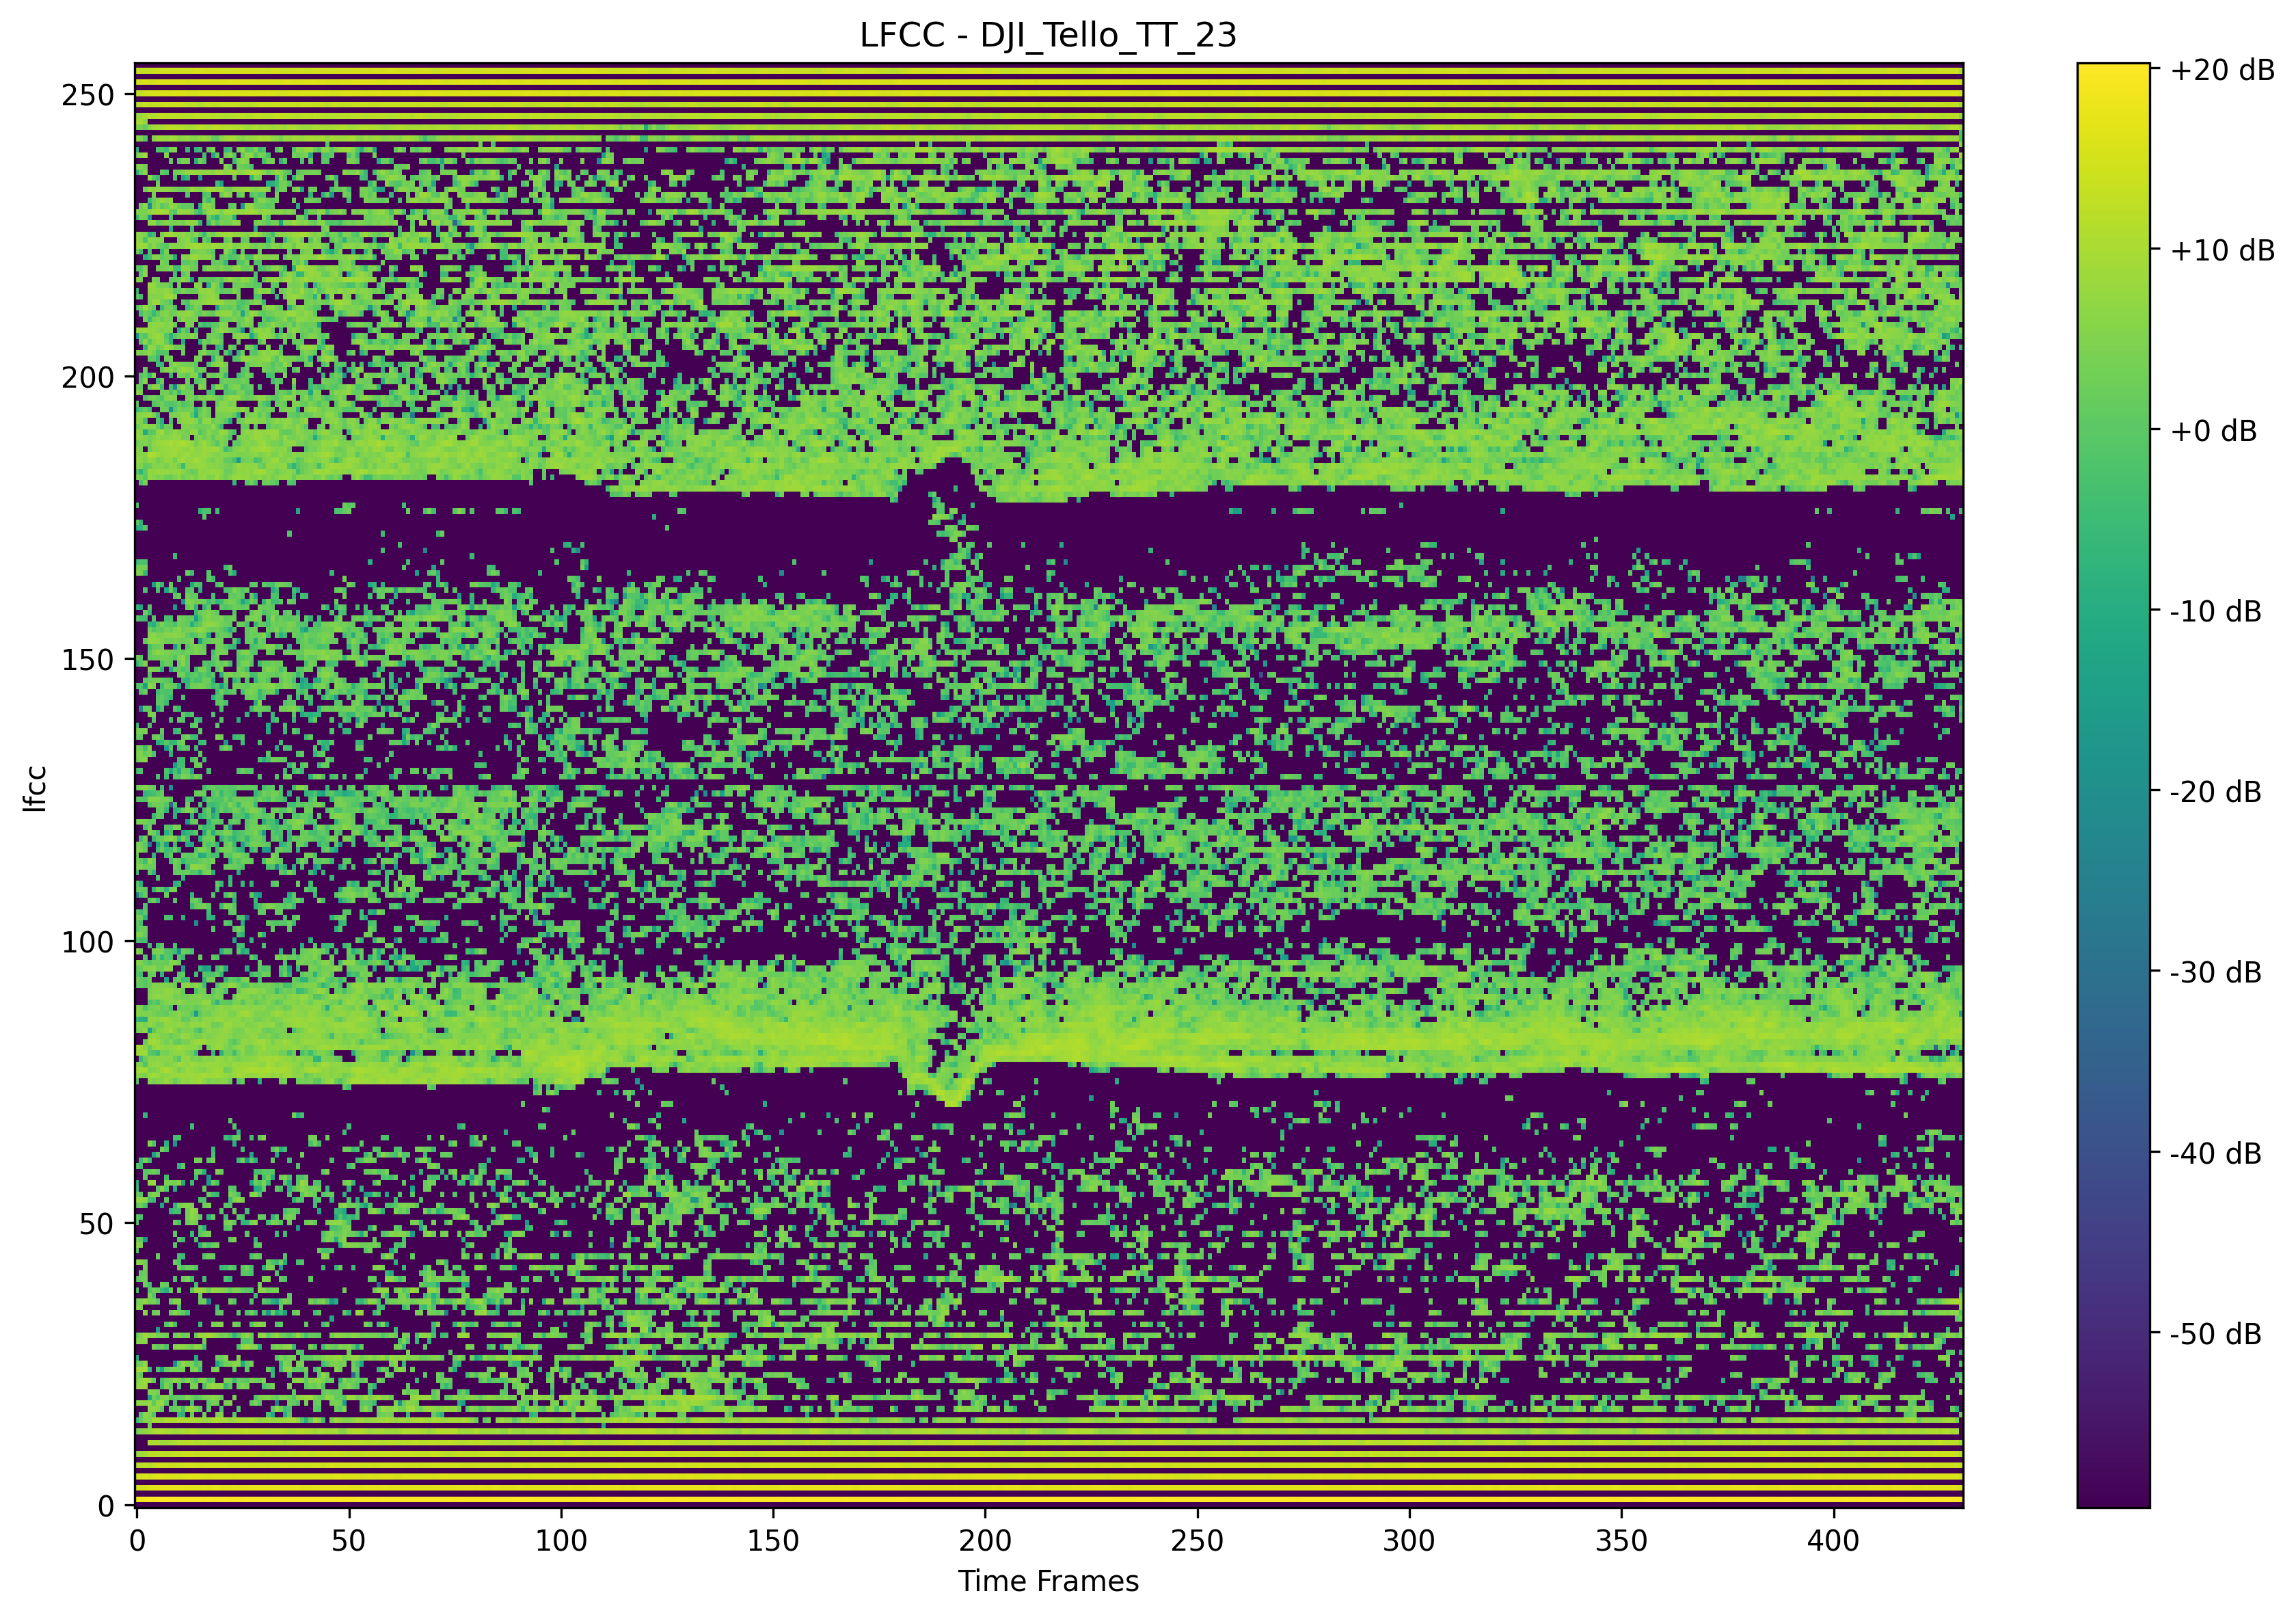 LFCC - DJI_Tello_TT_23
250
200
150
100
50
0
lfcc
0 50 100 150 200 250 300 350 400
Time Frames
+20 dB
+10 dB
+0 dB
-10 dB
-20 dB
-30 dB
-40 dB
-50 dB